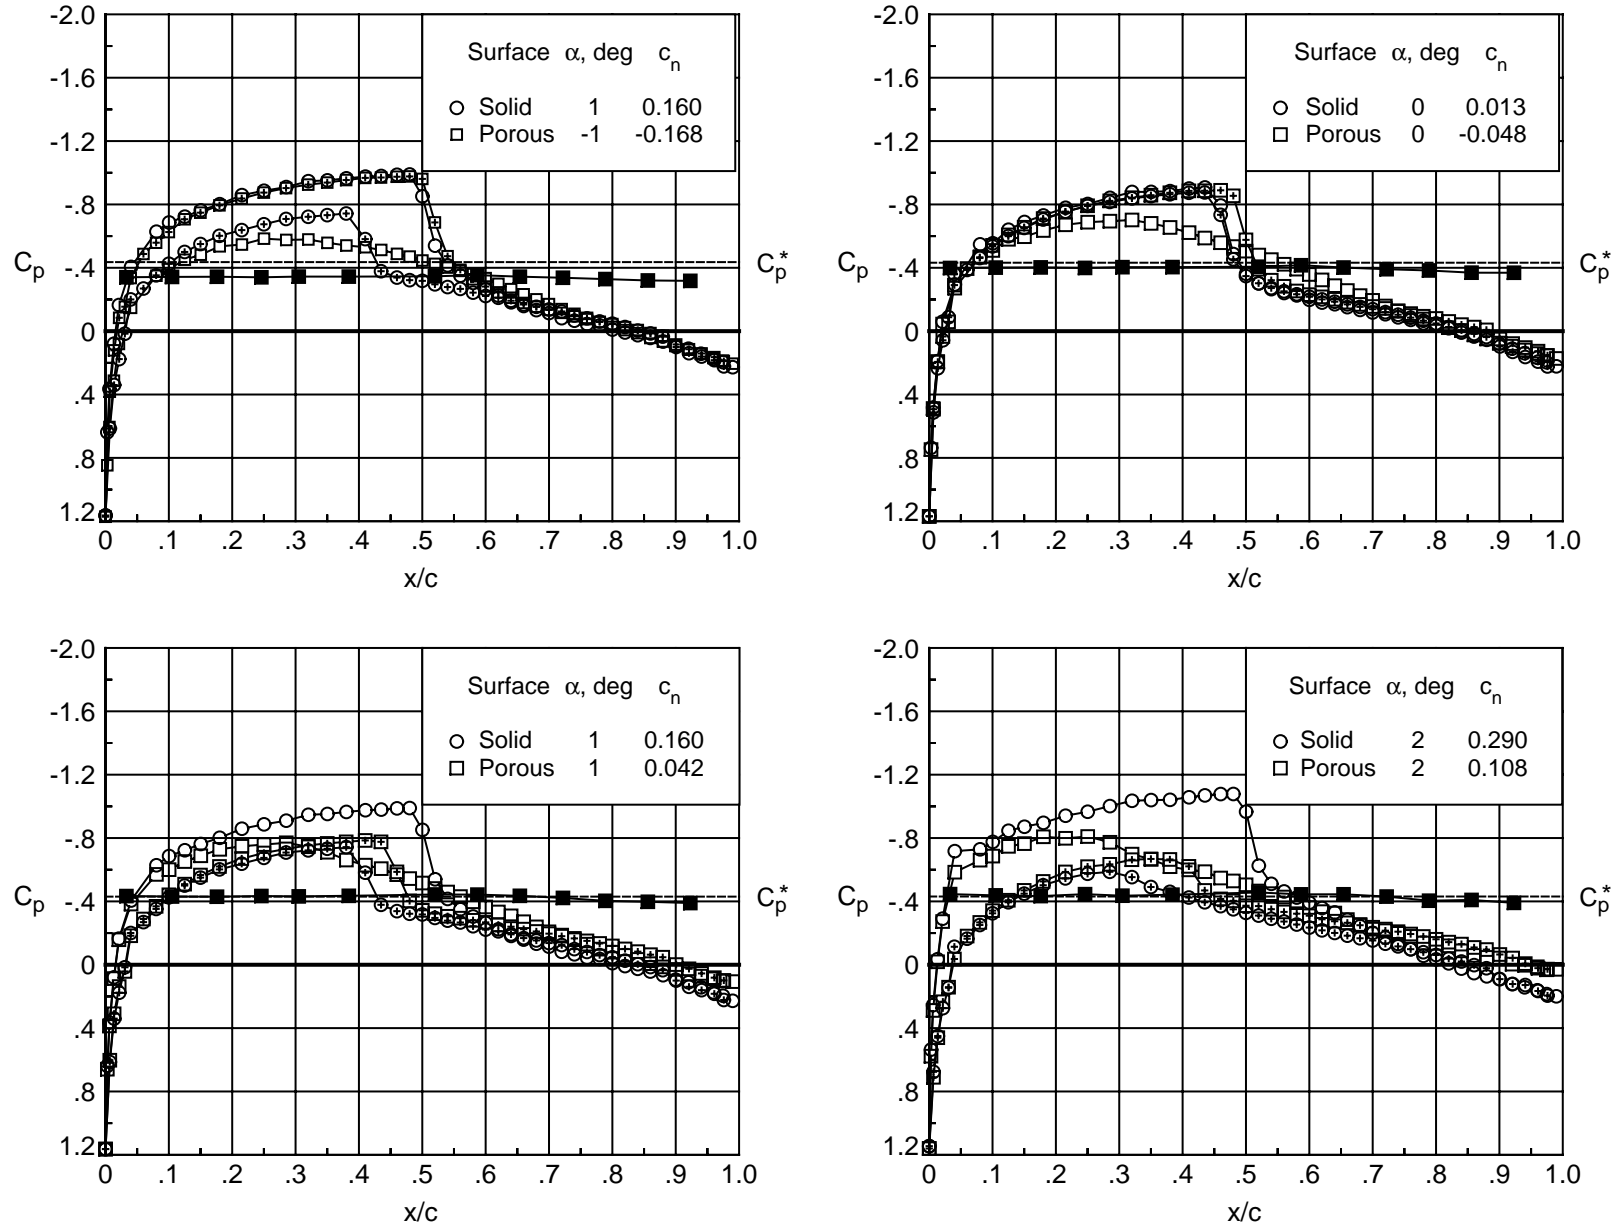 -2.0
-1.6
-1.2
-.8
-.4
0
.4
.8
1.2
Cp
Cp*
0 .1 .2 .3 .4 .5 .6 .7 .8 .9 1.0
x/c
Surface α, deg cn
Solid 1 0.160
Porous -1 -0.168
-2.0
-1.6
-1.2
-.8
-.4
0
.4
.8
1.2
Cp
Cp*
0 .1 .2 .3 .4 .5 .6 .7 .8 .9 1.0
x/c
Surface α, deg cn
Solid 0 0.013
Porous 0 -0.048
-2.0
-1.6
-1.2
-.8
-.4
0
.4
.8
1.2
Cp
Cp*
0 .1 .2 .3 .4 .5 .6 .7 .8 .9 1.0
x/c
Surface α, deg cn
Solid 1 0.160
Porous 1 0.042
-2.0
-1.6
-1.2
-.8
-.4
0
.4
.8
1.2
Cp
Cp*
0 .1 .2 .3 .4 .5 .6 .7 .8 .9 1.0
x/c
Surface α, deg cn
Solid 2 0.290
Porous 2 0.108